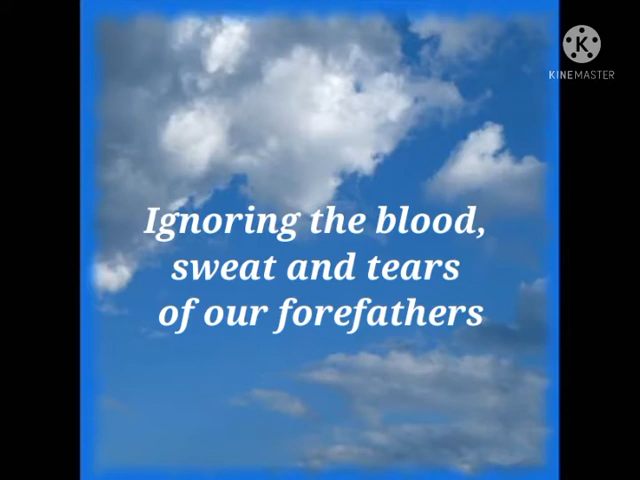 KINEMASTER
Ignoring the blood,
sweat and tears
of our forefathers